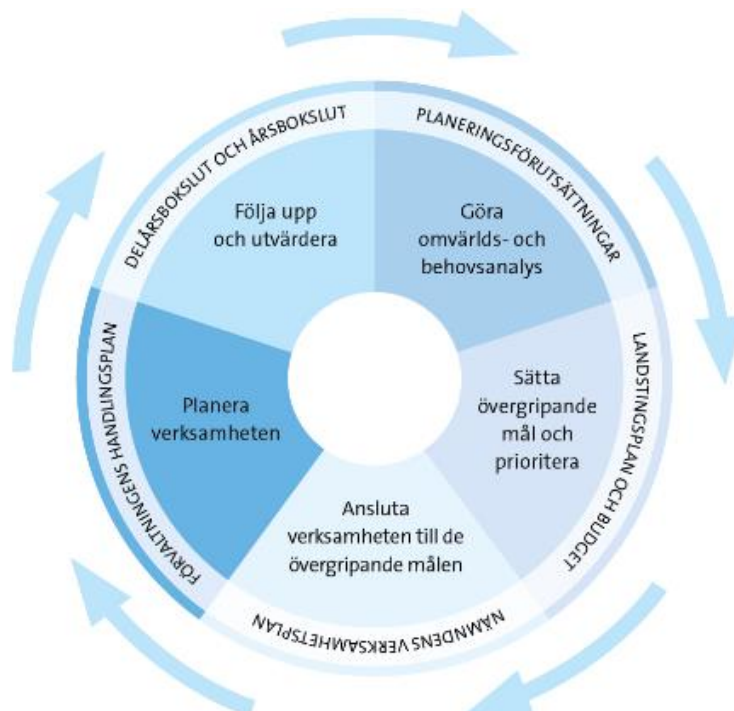 PLANERINGSFÖRUTSÄTTNINGAR
Göra
omvärlds- och
behovsanalys
LANDSTINGSPLAN OCH BUDGET
Sätta
övergripande
mål och
prioritera
NÄMNDENS VERKSAMHETSPLAN
Ansluta
verksamheten till de
övergripande målen
FÖRVALTNINGENS HANDLINGSPLAN
Planera
verksamheten
DELÅRSBOKSLUT OCH ÅRSBOKSLUT
Följa upp
och utvärdera